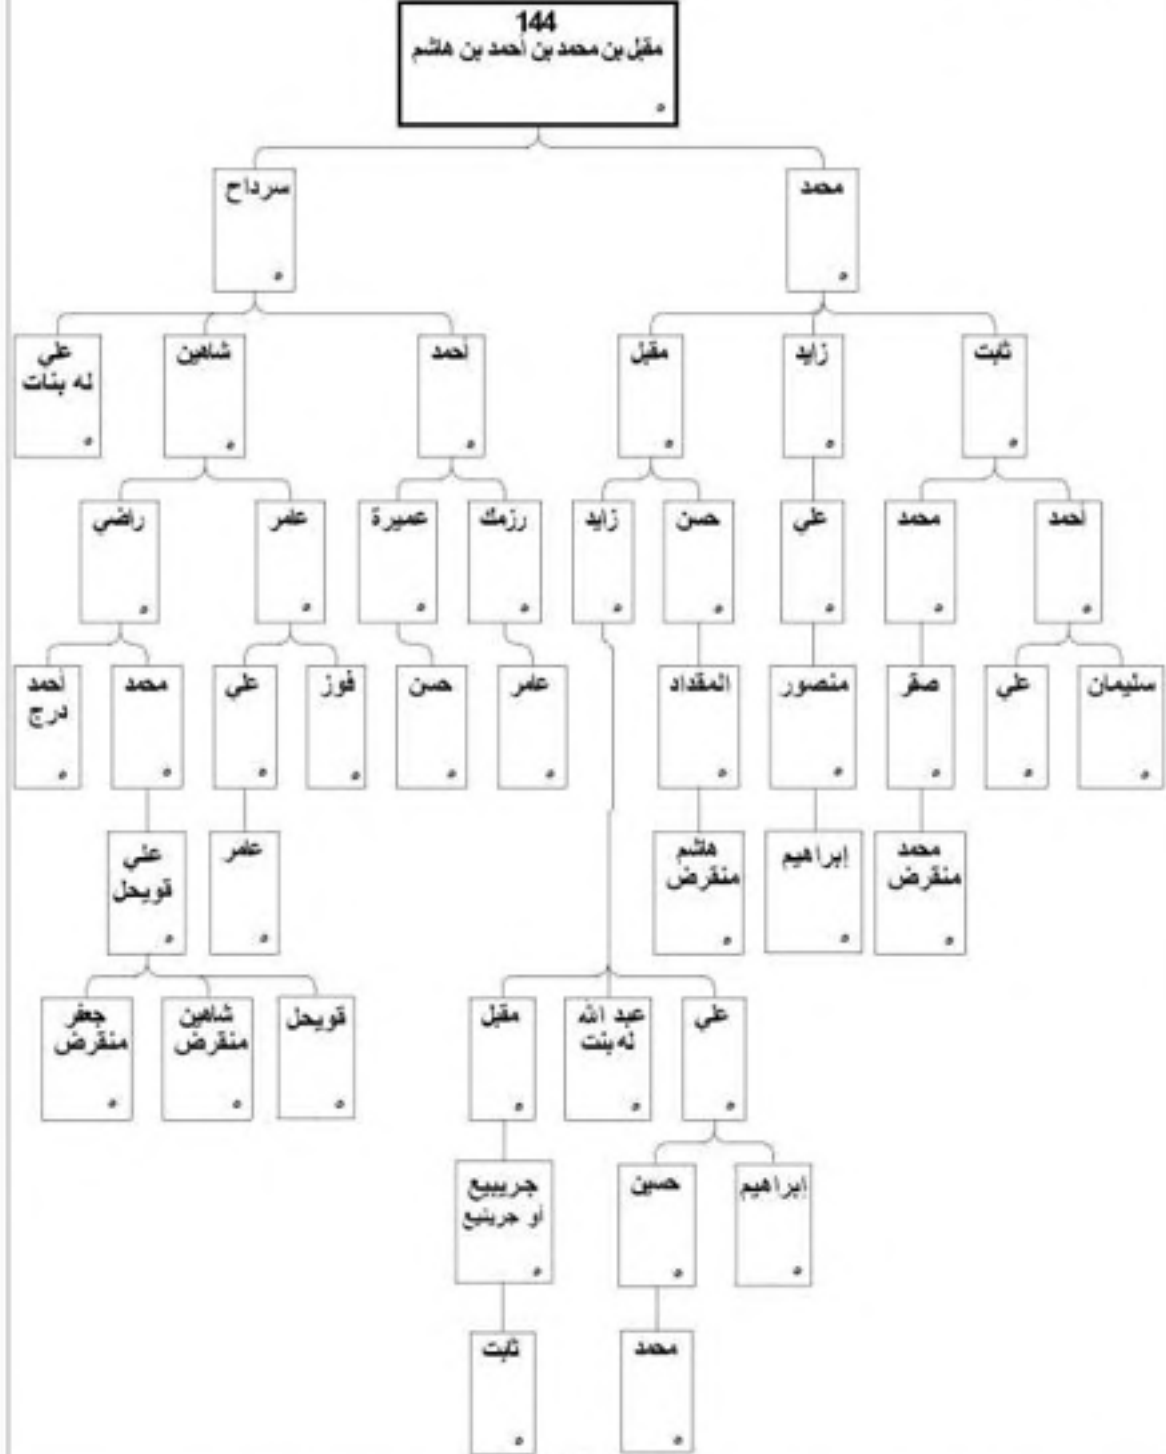 144
مقبل بن محمد بن أحمد بن هاشم
ه
محمد
ه
سرداح
ه
ثابت
ه
زايد
ه
مقبل
ه
أحمد
ه
شاهين
ه
علي
له بنات
ه
أحمد
ه
محمد
ه
علي
ه
حسن
ه
زايد
ه
رزمك
ه
عميرة
ه
عامر
ه
راضي
ه
سليمان
ه
علي
ه
صقر
ه
منصور
ه
المقداد
ه
عامر
ه
حسن
ه
فوز
ه
علي
ه
محمد
ه
أحمد
درج
ه
محمد
منقرض
ه
إبراهيم
ه
هاشم
منقرض
ه
عامر
ه
علي
قويحل
ه
علي
ه
عبد الله
له بنت
ه
مقبل
ه
قويحل
ه
شاهين
منقرض
ه
جعفر
منقرض
ه
إبراهيم
ه
حسين
ه
جريبيع
أو جرينيع
ه
محمد
ه
ثابت
ه